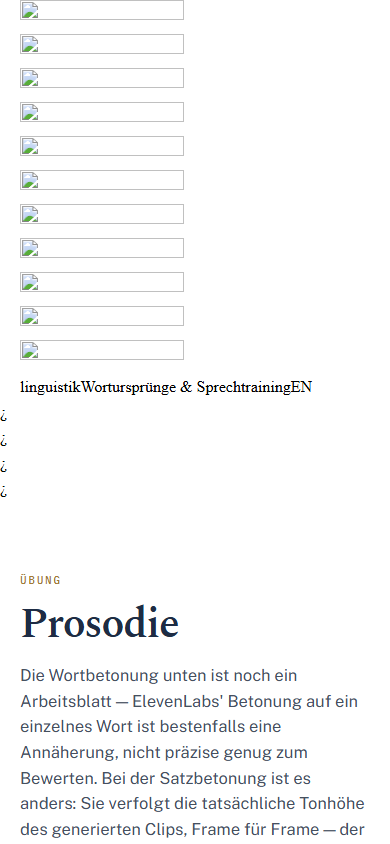 linguistikWortursprünge & SprechtrainingEN
¿
¿
¿
¿
ÜBUNG
Prosodie
Die Wortbetonung unten ist noch ein
Arbeitsblatt — ElevenLabs' Betonung auf ein
einzelnes Wort ist bestenfalls eine
Annäherung, nicht präzise genug zum
Bewerten. Bei der Satzbetonung ist es
anders: Sie verfolgt die tatsächliche Tonhöhe
des generierten Clips, Frame für Frame — der